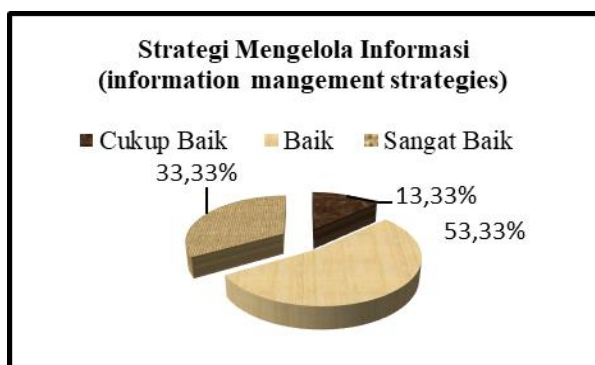 Strategi Mengelola Informasi
(information mangement strategies)
Cukup Baik Baik Sangat Baik
33,33%
13,33%
53,33%